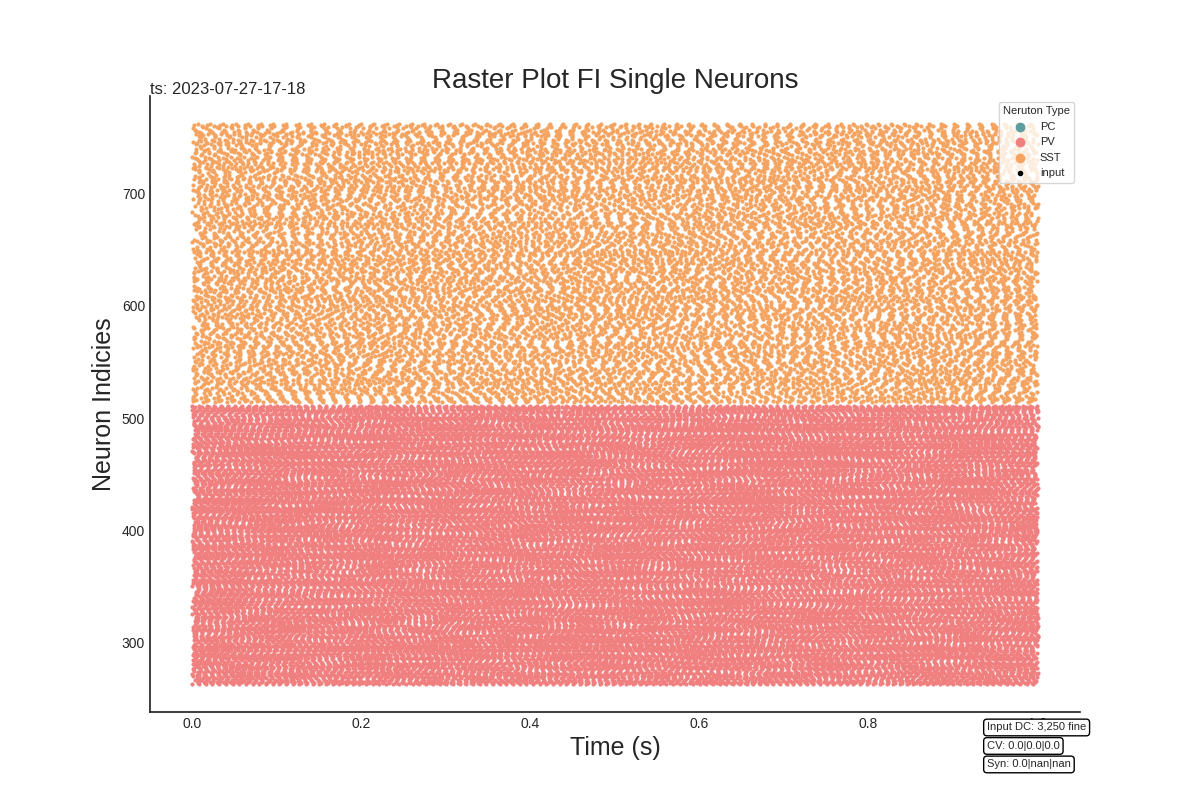 Raster Plot FI Single Neurons
ts: 2023-07-27-17-18
Neruton Type
PC
PV
SST
input
700
600
500
400
300
Neuron Indicies
0.0 0.2 0.4 0.6 0.8
Time (s)
Input DC: 3,250 fine
CV: 0.0|0.0|0.0
Syn: 0.0|nan|nan